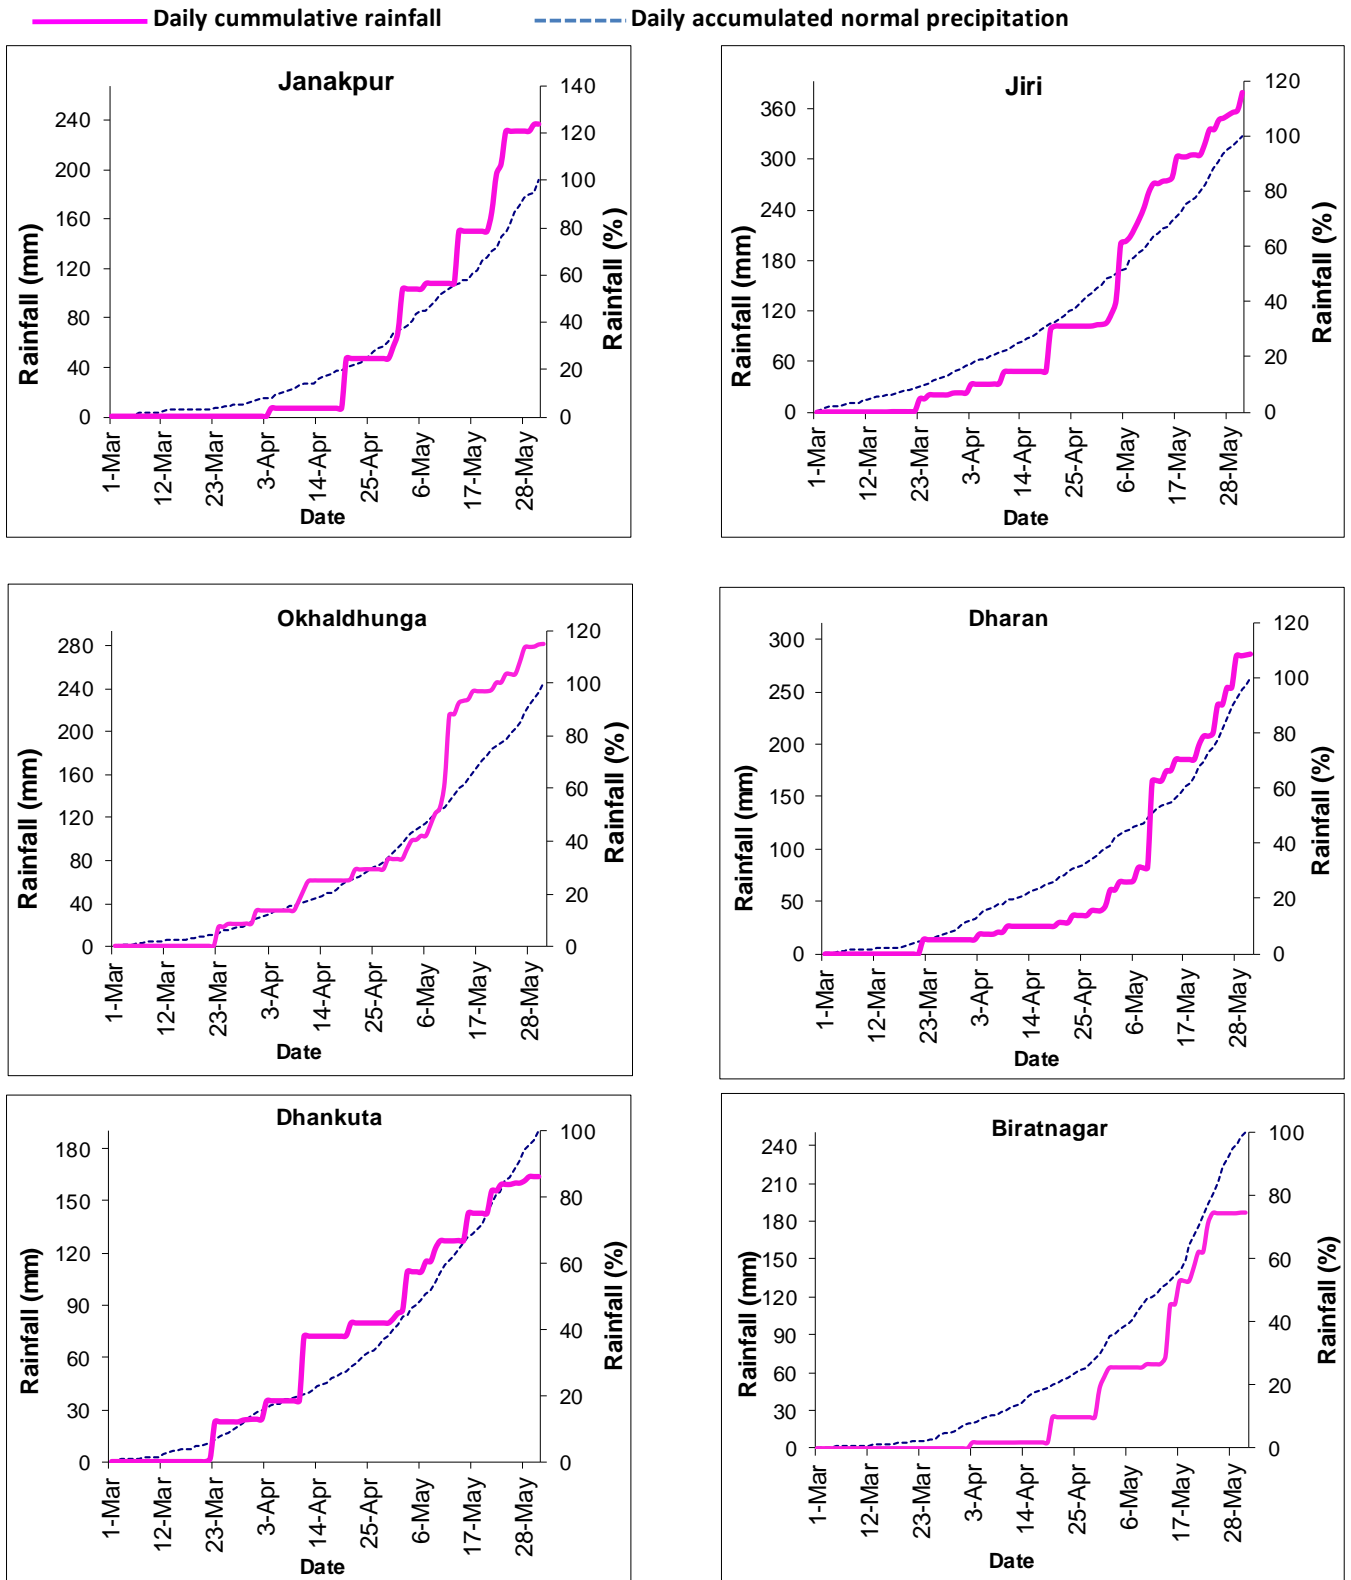 Daily cummulative rainfall Daily accumulated normal precipitation
Janakpur
Rainfall (mm)
240
200
160
120
80
40
0
140
120
100
80
60
40
20
0
Rainfall (%)
1-Mar 12-Mar 23-Mar 3-Apr 14-Apr 25-Apr 6-May 17-May 28-May
Date
Jiri
Rainfall (mm)
360
300
240
180
120
60
0
120
100
80
60
40
20
0
Rainfall (%)
1-Mar 12-Mar 23-Mar 3-Apr 14-Apr 25-Apr 6-May 17-May 28-May
Date
Okhaldhunga
Rainfall (mm)
280
240
200
160
120
80
40
0
120
100
80
60
40
20
0
Rainfall (%)
1-Mar 12-Mar 23-Mar 3-Apr 14-Apr 25-Apr 6-May 17-May 28-May
Date
Dharan
Rainfall (mm)
300
250
200
150
100
50
0
120
100
80
60
40
20
0
Rainfall (%)
1-Mar 12-Mar 23-Mar 3-Apr 14-Apr 25-Apr 6-May 17-May 28-May
Date
Dhankuta
Rainfall (mm)
180
150
120
90
60
30
0
100
80
60
40
20
0
Rainfall (%)
1-Mar 12-Mar 23-Mar 3-Apr 14-Apr 25-Apr 6-May 17-May 28-May
Date
Biratnagar
Rainfall (mm)
240
210
180
150
120
90
60
30
0
100
80
60
40
20
0
Rainfall (%)
1-Mar 12-Mar 23-Mar 3-Apr 14-Apr 25-Apr 6-May 17-May 28-May
Date